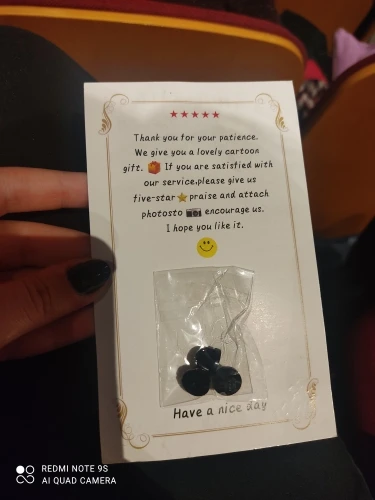 Thank you for your patience.
We give you a lovely cartoon
gift. If you are satisfied with
our service,please give us
five-star praise and attach
photosto encourage us.
I hope you like it.
Have a nice day
REDMI NOTE 9S
AI QUAD CAMERA